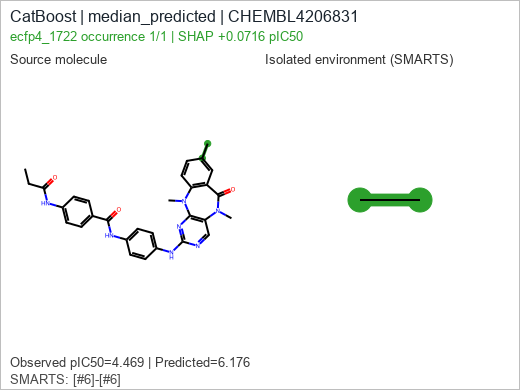 CatBoost | median_predicted | CHEMBL4206831
ecfp4_1722 occurrence 1/1 | SHAP +0.0716 pIC50
Source molecule
Isolated environment (SMARTS)
O
N
O
HN
O
N
N
HN
N
N
H
Observed pIC50=4.469 | Predicted=6.176
SMARTS: [#6]-[#6]